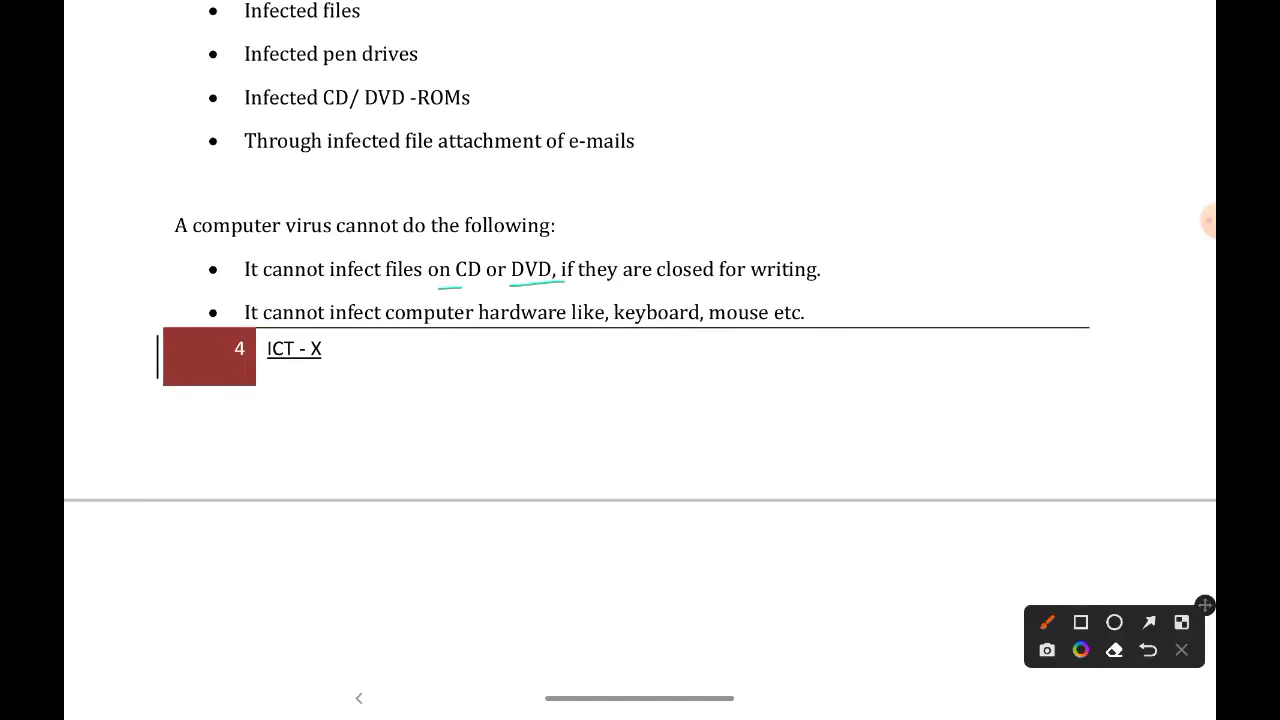 • Infected files
• Infected pen drives
• Infected CD/ DVD -ROMs
• Through infected file attachment of e-mails
A computer virus cannot do the following:
• It cannot infect files on CD or DVD, if they are closed for writing.
• It cannot infect computer hardware like, keyboard, mouse etc.
4 ICT - X